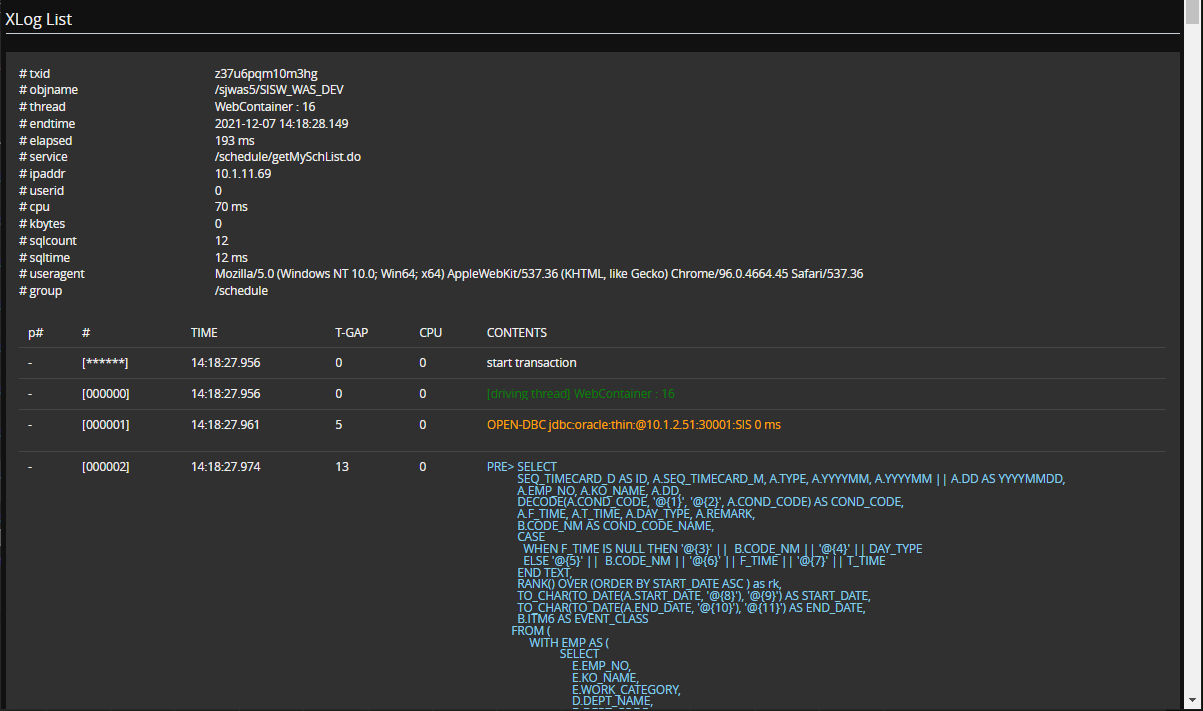 XLog List
# txid z37u6pqm10m3hg
# objname /sjwas5/SISW_WAS_DEV
# thread WebContainer : 16
# endtime 2021-12-07 14:18:28.149
# elapsed 193 ms
# service /schedule/getMySchList.do
# ipaddr 10.1.11.69
# userid 0
# cpu 70 ms
# kbytes 0
# sqlcount 12
# sqltime 12 ms
# useragent Mozilla/5.0 (Windows NT 10.0; Win64; x64) AppleWebKit/537.36 (KHTML, like Gecko) Chrome/96.0.4664.45 Safari/537.36
# group /schedule
p# # TIME T-GAP CPU CONTENTS
- [******] 14:18:27.956 0 0 start transaction
- [000000] 14:18:27.956 0 0 [driving thread] WebContainer : 16
- [000001] 14:18:27.961 5 0 OPEN-DBC jdbc:oracle:thin:@10.1.2.51:30001:SIS 0 ms
- [000002] 14:18:27.974 13 0 PRE> SELECT
SEQ_TIMECARD_D AS ID, A.SEQ_TIMECARD_M, A.TYPE, A.YYYYMM, A.YYYYMM || A.DD AS YYYYMMDD,
A.EMP_NO, A.KO_NAME, A.DD,
DECODE(A.COND_CODE, '@{1}', '@{2}', A.COND_CODE) AS COND_CODE,
A.F_TIME, A.T_TIME, A.DAY_TYPE, A.REMARK,
B.CODE_NM AS COND_CODE_NAME,
CASE
WHEN F_TIME IS NULL THEN '@{3}' || B.CODE_NM || '@{4}' || DAY_TYPE
ELSE '@{5}' || B.CODE_NM || '@{6}' || F_TIME || '@{7}' || T_TIME
END TEXT,
RANK() OVER (ORDER BY START_DATE ASC ) as rk,
TO_CHAR(TO_DATE(A.START_DATE, '@{8}'), '@{9}') AS START_DATE,
TO_CHAR(TO_DATE(A.END_DATE, '@{10}'), '@{11}') AS END_DATE,
B.ITM6 AS EVENT_CLASS
FROM (
WITH EMP AS (
SELECT
E.EMP_NO,
E.KO_NAME,
E.WORK_CATEGORY,
D.DEPT_NAME,